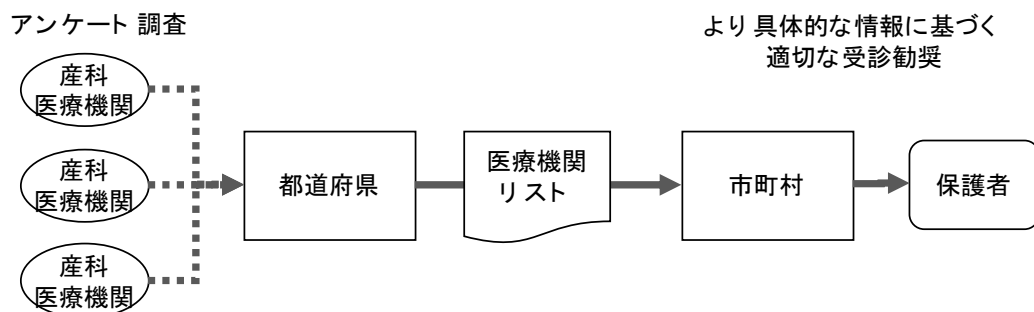 アンケート調査
より具体的な情報に基づく
適切な受診勧奨
産科
医療機関
産科
医療機関
産科
医療機関
都道府県
医療機関
リスト
市町村
保護者